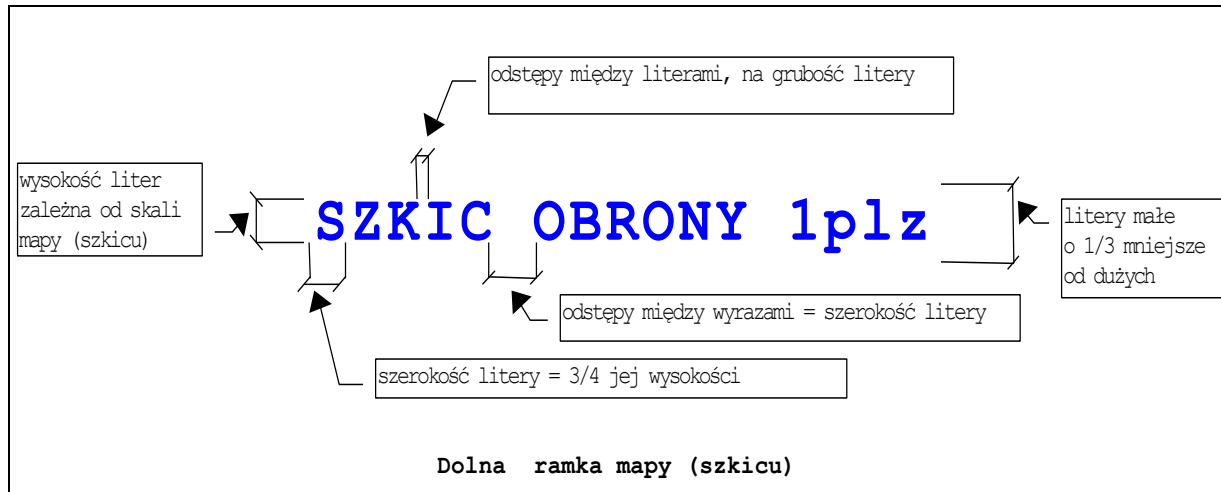 odstępy między literami, na grubość litery
wysokość liter
zależna od skali
mapy (szkicu)
SZKIC OBRONY 1plz
litery małe
o 1/3 mniejsze
od dużych
odstępy między wyrazami = szerokość litery
szerokość litery = 3/4 jej wysokości
Dolna ramka mapy (szkicu)